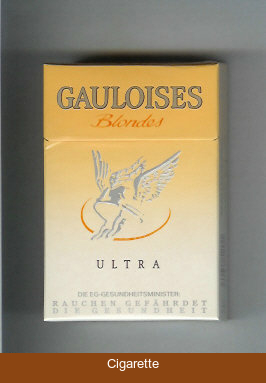 GAULOISES
Blondes
ULTRA
DIE EG-GESUNDHEITSMINISTER:
RAUCHEN GEFÄHRDET
DIE GESUNDHEIT
Cigarette